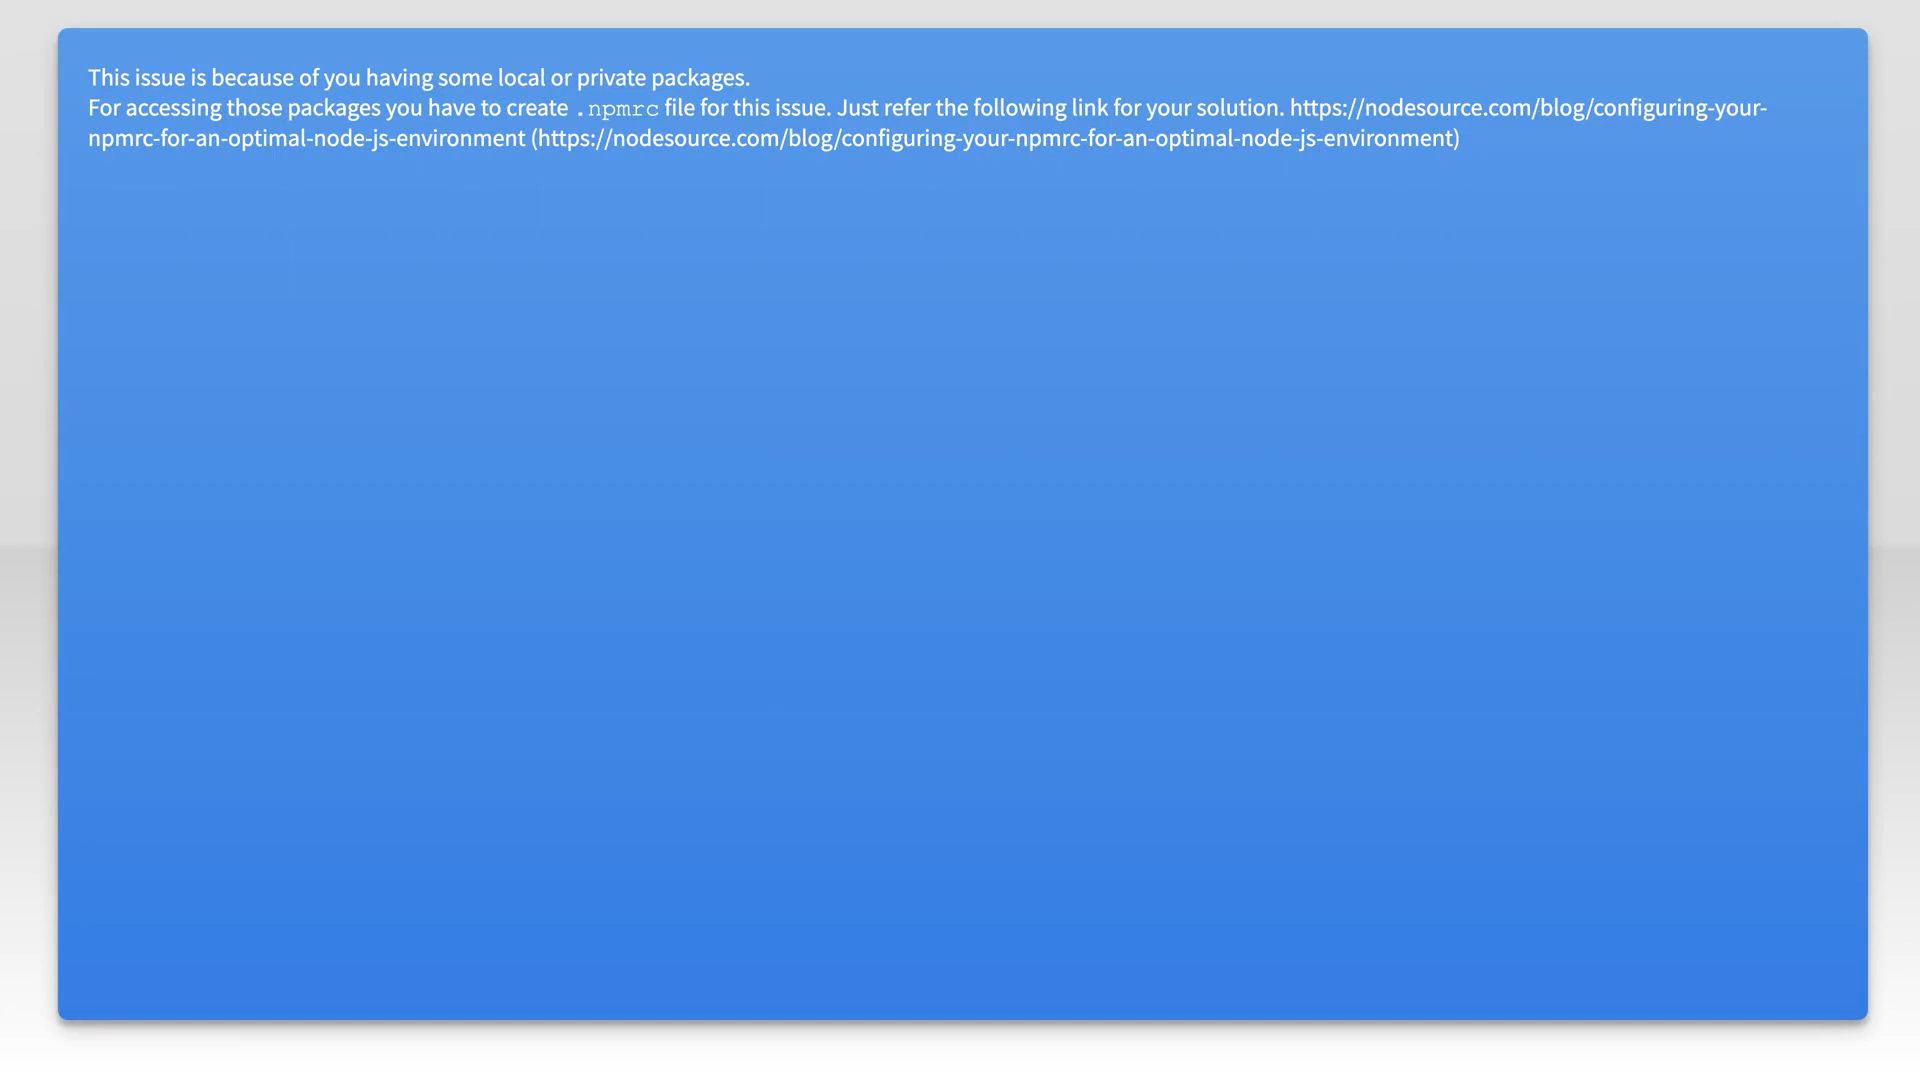 This issue is because of you having some local or private packages.
For accessing those packages you have to create .npmrc file for this issue. Just refer the following link for your solution. https://nodesource.com/blog/configuring-your-
npmrc-for-an-optimal-node-js-environment (https://nodesource.com/blog/configuring-your-npmrc-for-an-optimal-node-js-environment)